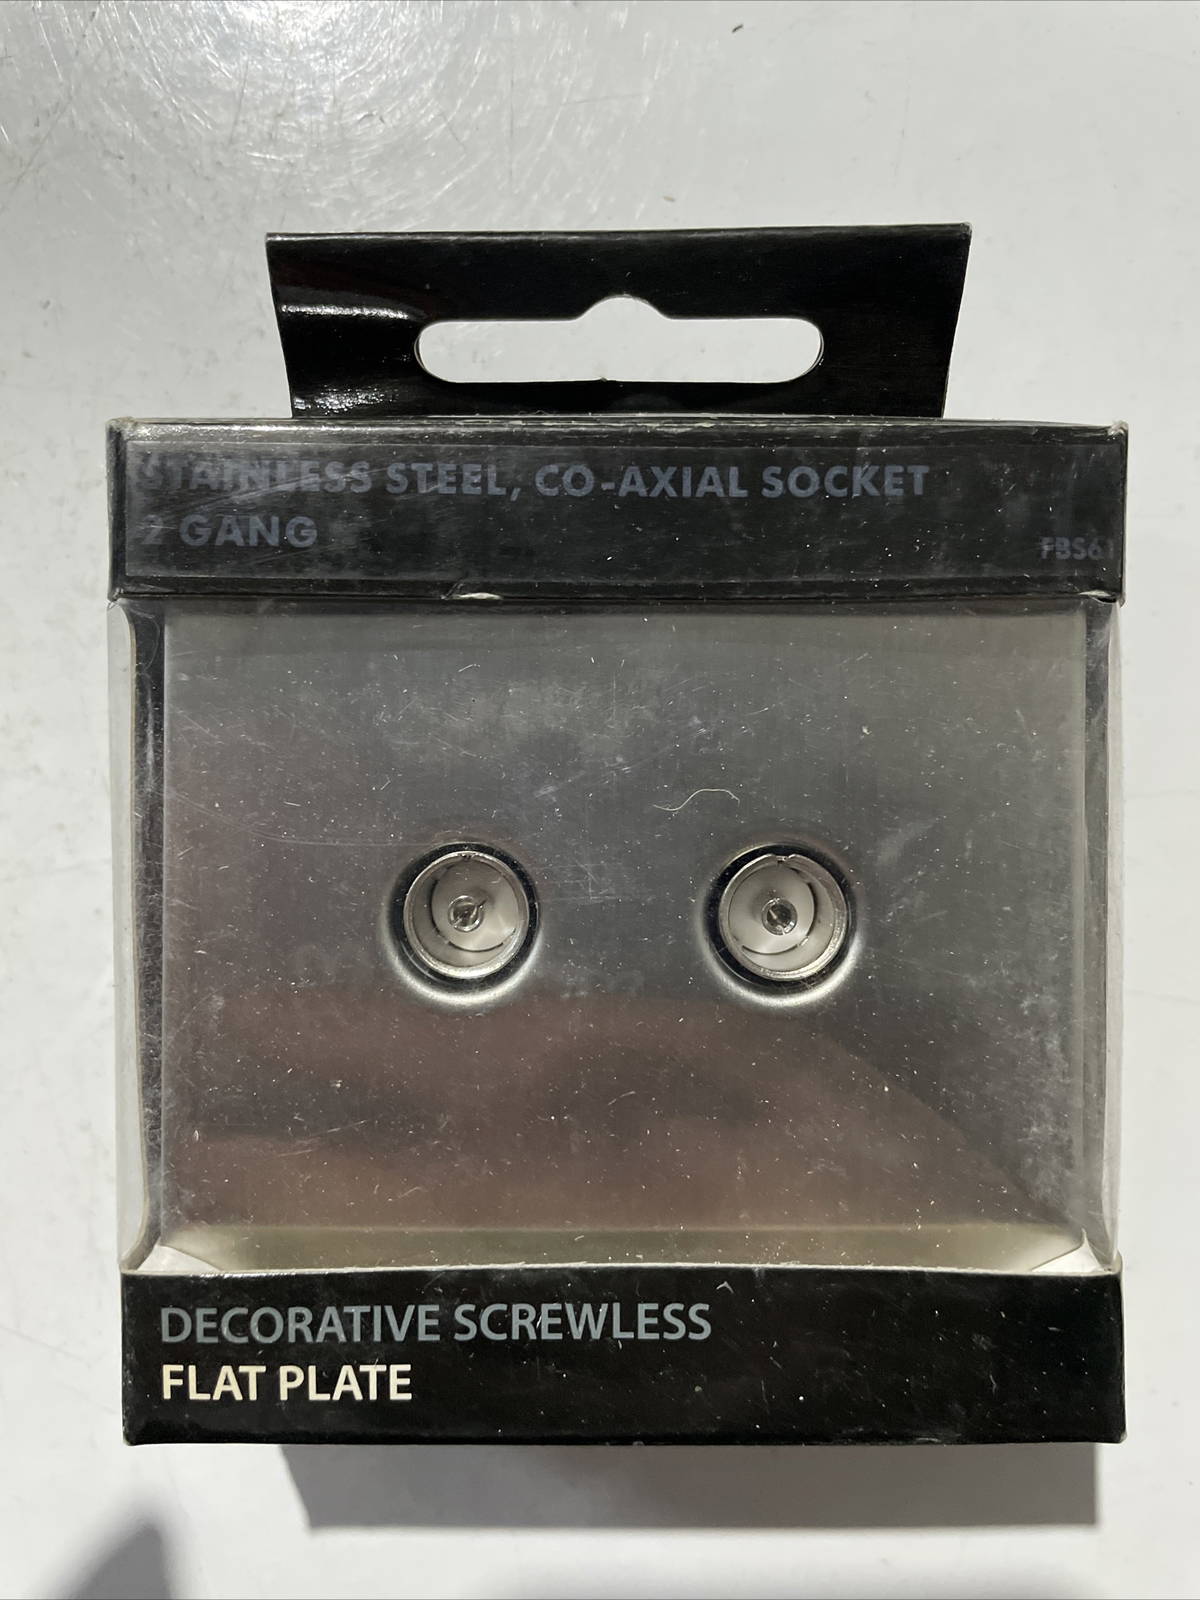 STAINLESS STEEL, CO-AXIAL SOCKET
2 GANG
FBS61
DECORATIVE SCREWLESS
FLAT PLATE